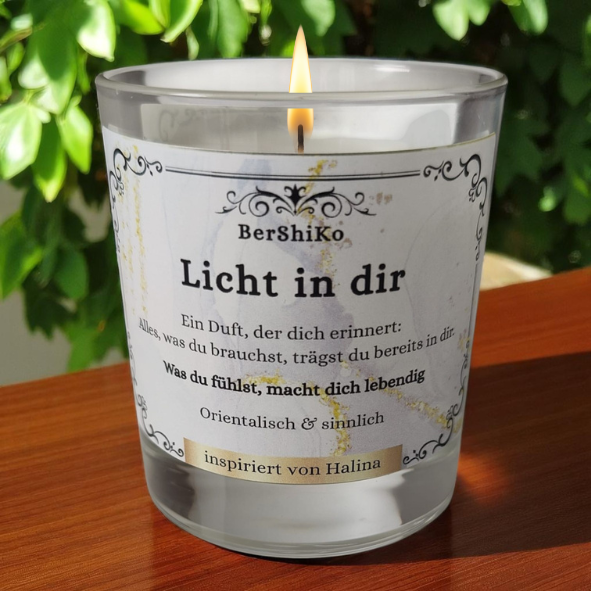 BerShiKo
Licht in dir
Ein Duft, der dich erinnert:
Alles, was du brauchst, trägst du bereits in dir.
Was du fühlst, macht dich lebendig
Orientalisch & sinnlich
inspiriert von Halina